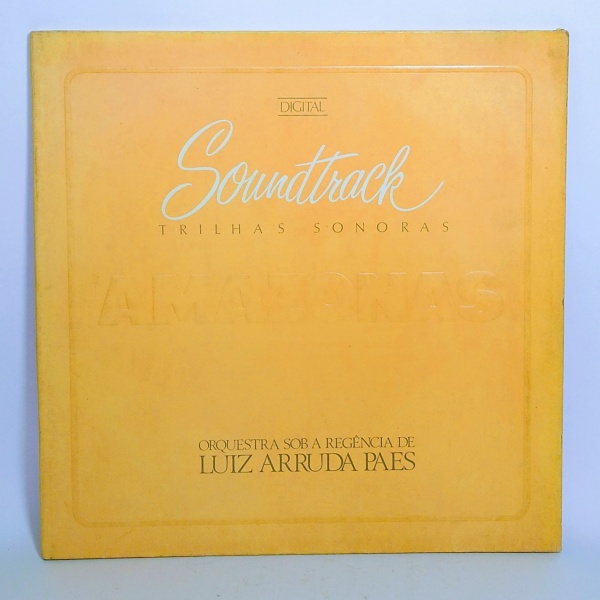 DIGITAL
Soundtrack
TRILHAS SONORAS
AMAZONAS
ORQUESTRA SOB A REGÊNCIA DE
LUIZ ARRUDA PAES